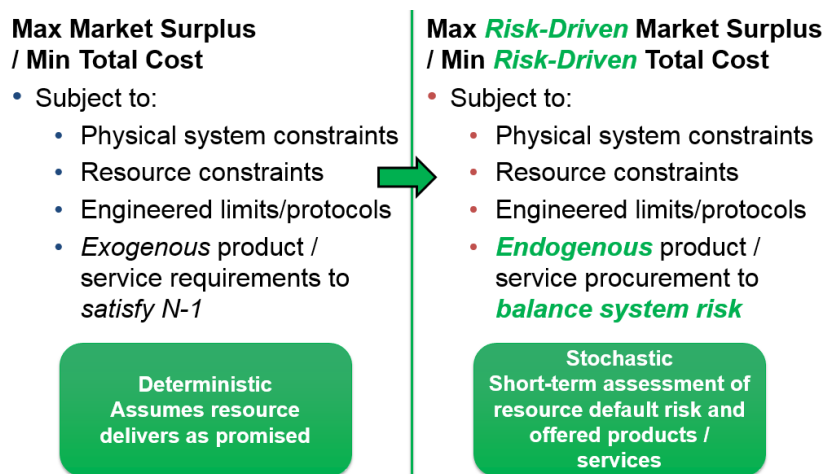 Max Market Surplus
/ Min Total Cost
• Subject to:
• Physical system constraints
• Resource constraints
• Engineered limits/protocols
• Exogenous product /
service requirements to
satisfy N-1
Deterministic
Assumes resource
delivers as promised
Max Risk-Driven Market Surplus
/ Min Risk-Driven Total Cost
• Subject to:
• Physical system constraints
• Resource constraints
• Engineered limits/protocols
• Endogenous product /
service procurement to
balance system risk
Stochastic
Short-term assessment of
resource default risk and
offered products /
services